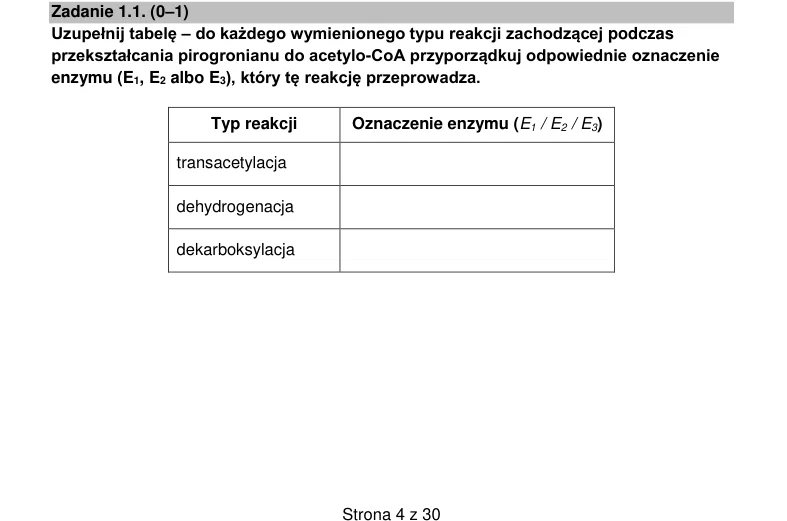 Zadanie 1.1. (0–1)
Uzupełnij tabelę – do każdego wymienionego typu reakcji zachodzącej podczas
przekształcania pirogronianu do acetylo-CoA przyporządkuj odpowiednie oznaczenie
enzymu (E₁, E₂ albo E₃), który tę reakcję przeprowadza.
Typ reakcji Oznaczenie enzymu (E₁ / E₂ / E₃)
transacetylacja
dehydrogenacja
dekarboksylacja
Strona 4 z 30